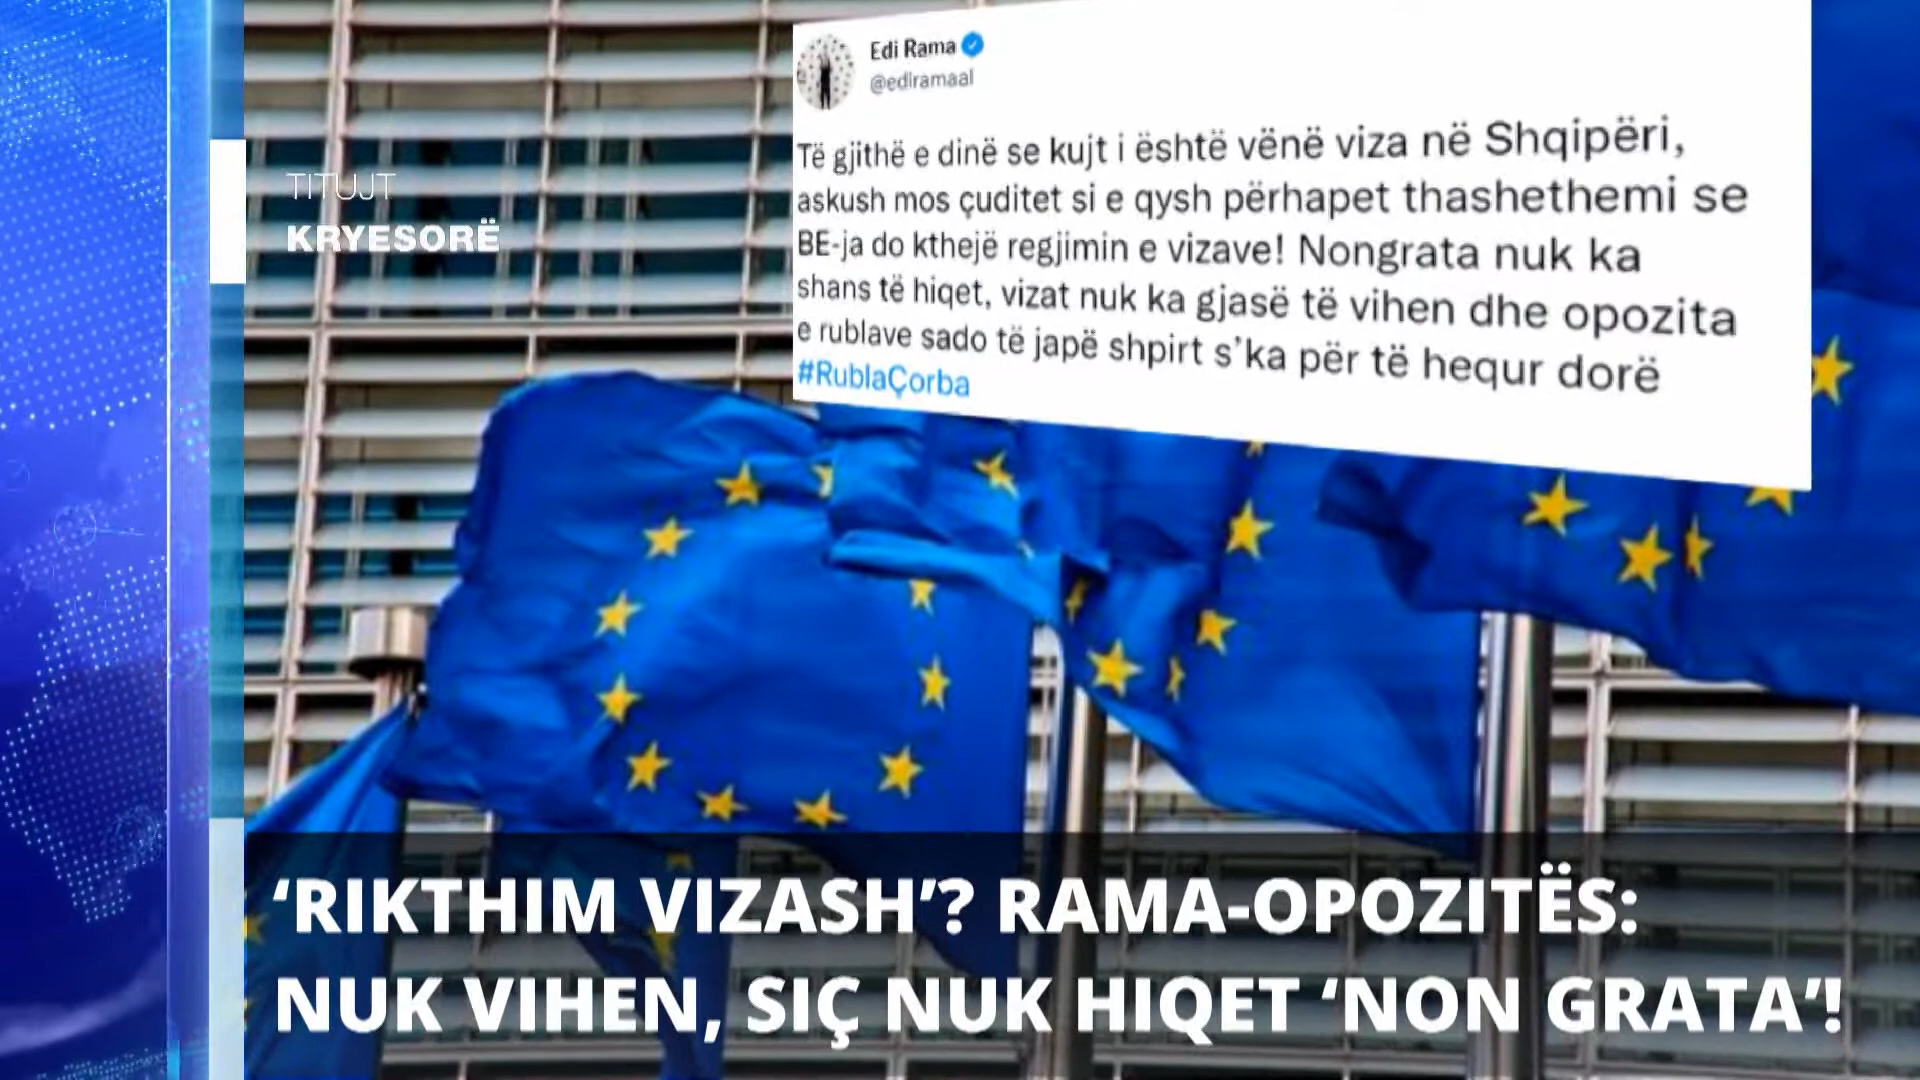 TITUJT
KRYESORË
Edi Rama
@ediramaal
Të gjithë e dinë se kujt i është vënë viza në Shqipëri,
askush mos çuditet si e qysh përhapet thashethemi se
BE-ja do kthejë regjimin e vizave! Nongrata nuk ka
shans të hiqet, vizat nuk ka gjasë të vihen dhe opozita
e rublave sado të japë shpirt s'ka për të hequr dorë
#RublaÇorba
‘RIKTHIM VIZASH’? RAMA-OPOZITËS:
NUK VIHEN, SIÇ NUK HIQET ‘NON GRATA’!